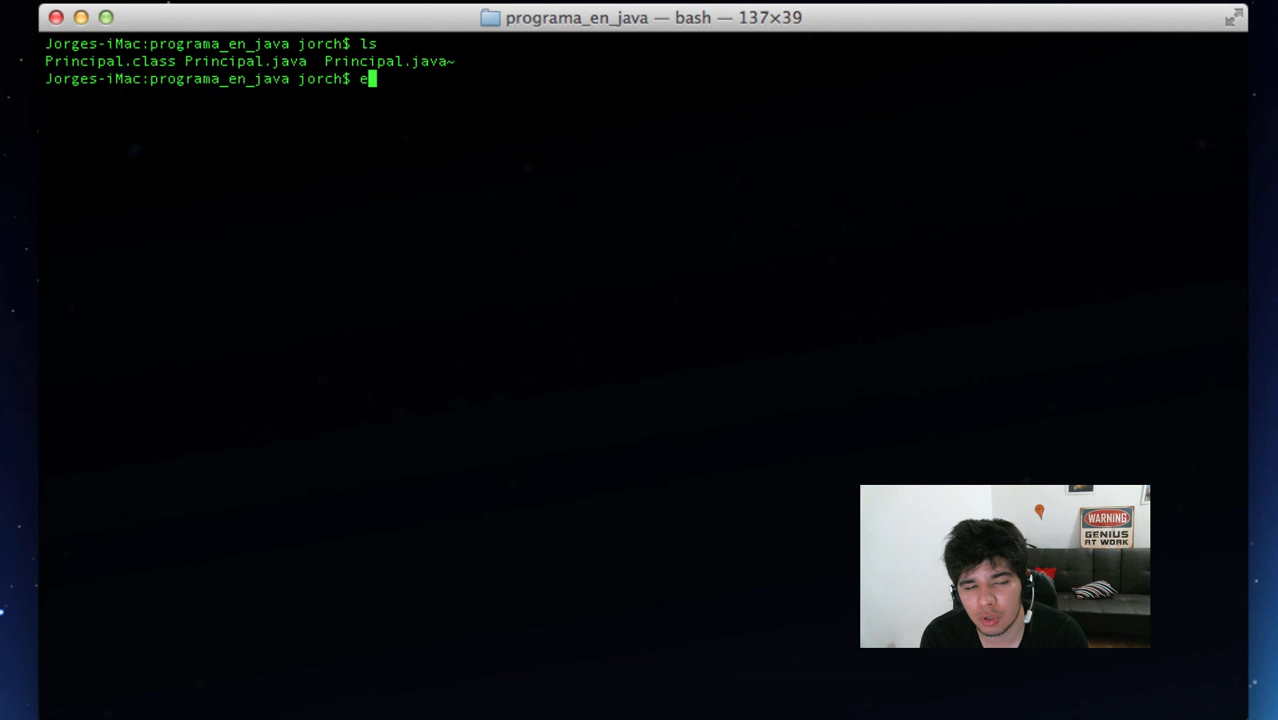 programa_en_java — bash — 137×39
Jorges-iMac:programa_en_java jorch$ ls
Principal.class Principal.java  Principal.java~
Jorges-iMac:programa_en_java jorch$ e
WARNING
GENIUS
AT WORK